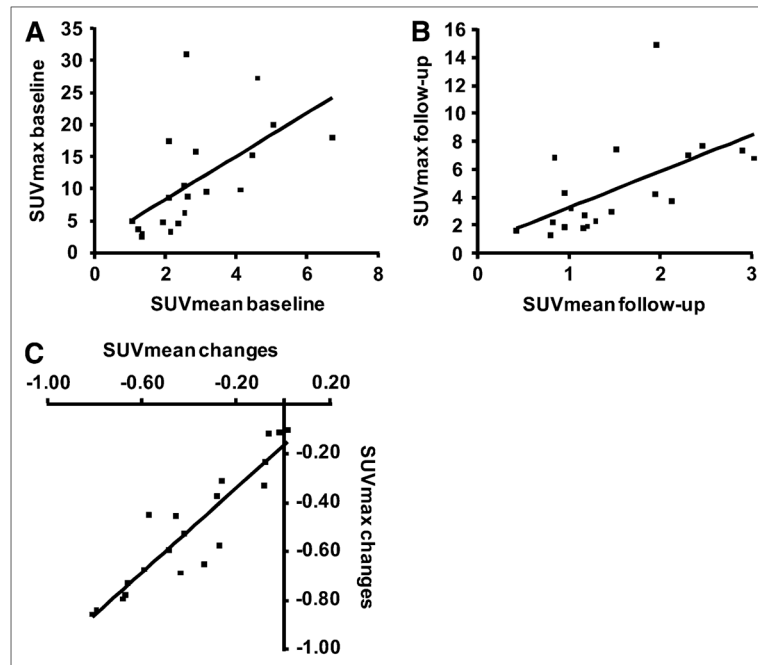 A
SUVmax baseline
35
30
25
20
15
10
5
0
0 2 4 6 8
SUVmean baseline
B
SUVmax follow-up
16
14
12
10
8
6
4
2
0
0 1 2 3
SUVmean follow-up
C
SUVmean changes
-1.00 -0.60 -0.20 0.20
-0.20
-0.40
-0.60
-0.80
-1.00
SUVmax changes